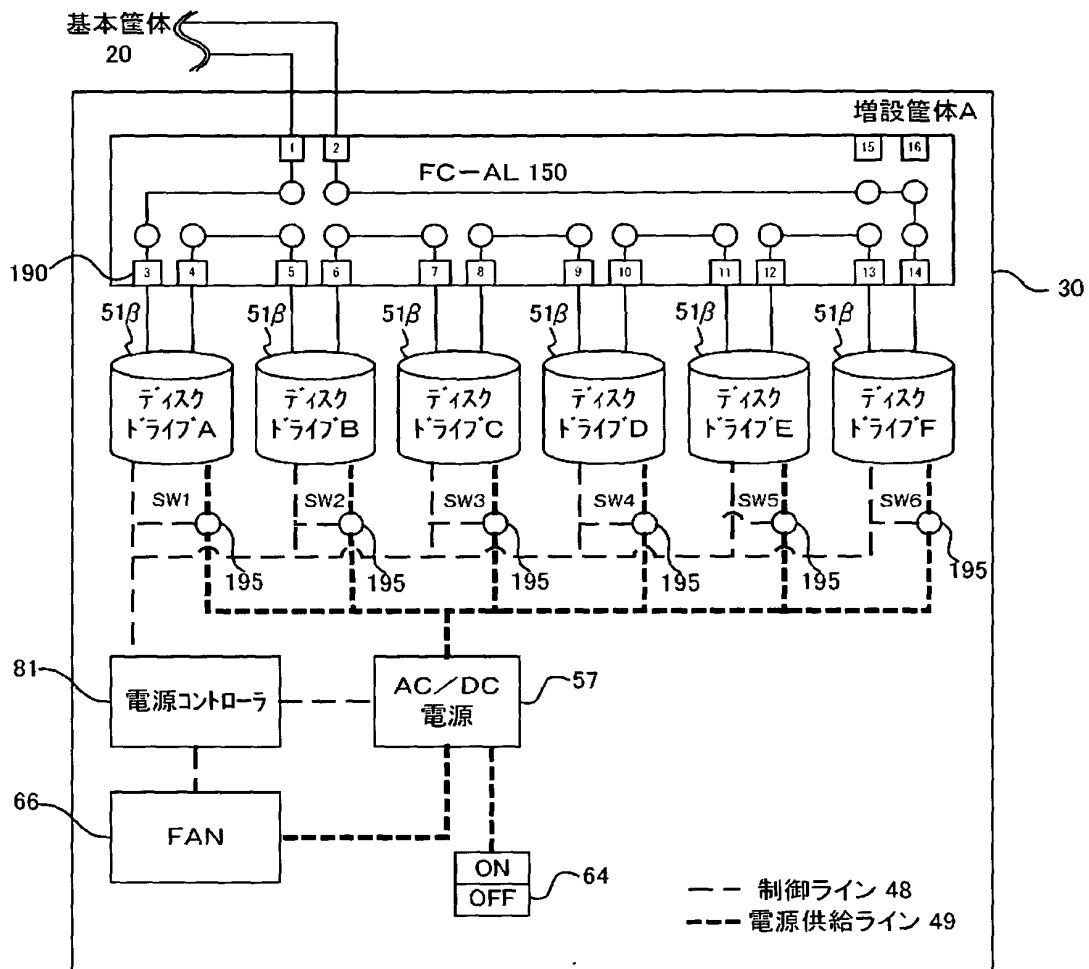 基本筐体
20
増設筐体A
1
2
15
16
FC-AL 150
190
3
4
5
6
7
8
9
10
11
12
13
14
30
51β
51β
51β
51β
51β
51β
ディスク
ドライブA
ディスク
ドライブB
ディスク
ドライブC
ディスク
ドライブD
ディスク
ドライブE
ディスク
ドライブF
SW1
SW2
SW3
SW4
SW5
SW6
195
195
195
195
195
195
81
電源コントローラ
AC/DC
電源
57
66
FAN
ON
OFF
64
制御ライン 48
電源供給ライン 49